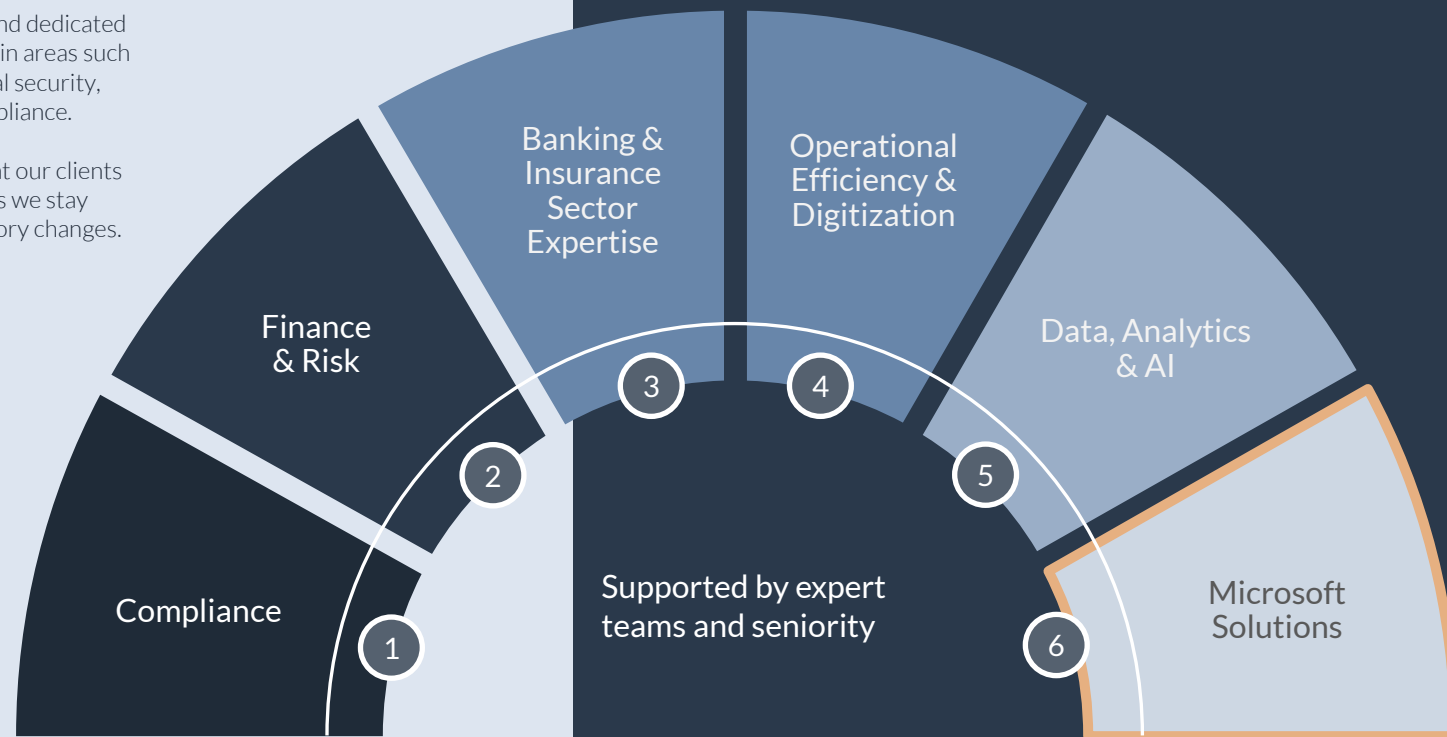 nd dedicated
in areas such
al security,
pliance.
at our clients
s we stay
ory changes.
Banking &
Insurance
Sector
Expertise
Operational
Efficiency &
Digitization
Finance
& Risk
Data, Analytics
& AI
3
4
2
5
Compliance
Supported by expert
teams and seniority
Microsoft
Solutions
1
6